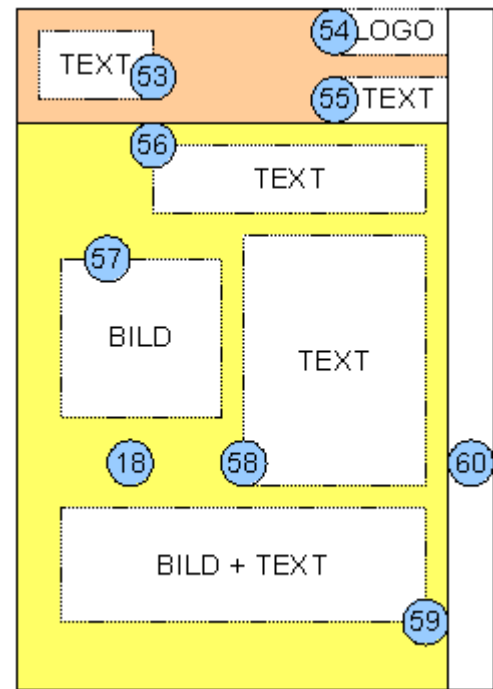 54 LOGO
TEXT 53
55 TEXT
56
TEXT
57
BILD
TEXT
18
58
60
BILD + TEXT
59